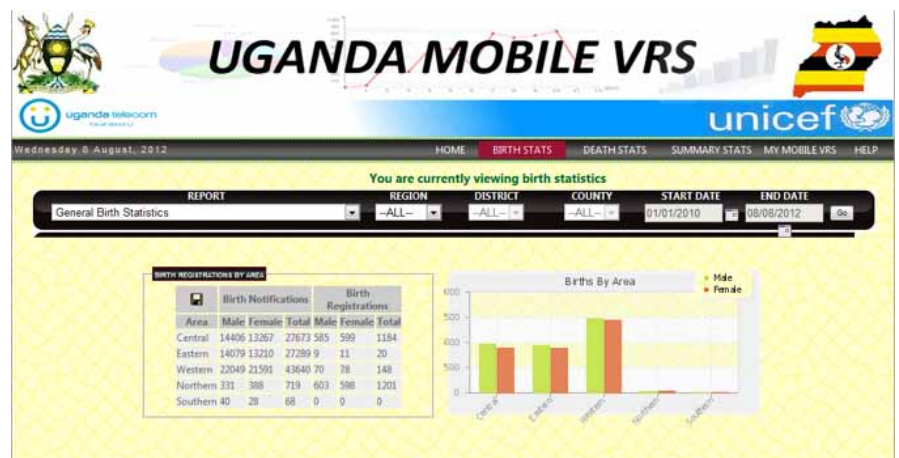 UGANDA MOBILE VRS
uganda telecom
unicef
Wednesday 8 August, 2012
HOME BIRTH STATS DEATH STATS SUMMARY STATS MY MOBILE VRS HELP
You are currently viewing birth statistics
REPORT REGION DISTRICT COUNTY START DATE END DATE
General Birth Statistics --ALL-- --ALL-- --ALL-- 01/01/2010 08/08/2012 Go
BIRTH REGISTRATIONS BY AREA
Birth Notifications Birth Registrations
Area Male Female Total Male Female Total
Central 14406 13267 27673 585 599 1184
Eastern 14079 13210 27289 9 11 20
Western 22049 21591 43640 70 78 148
Northern 331 388 719 603 598 1201
Southern 40 28 68 0 0 0
Births By Area
Male
Female
0
Central Eastern Western Northern Southern